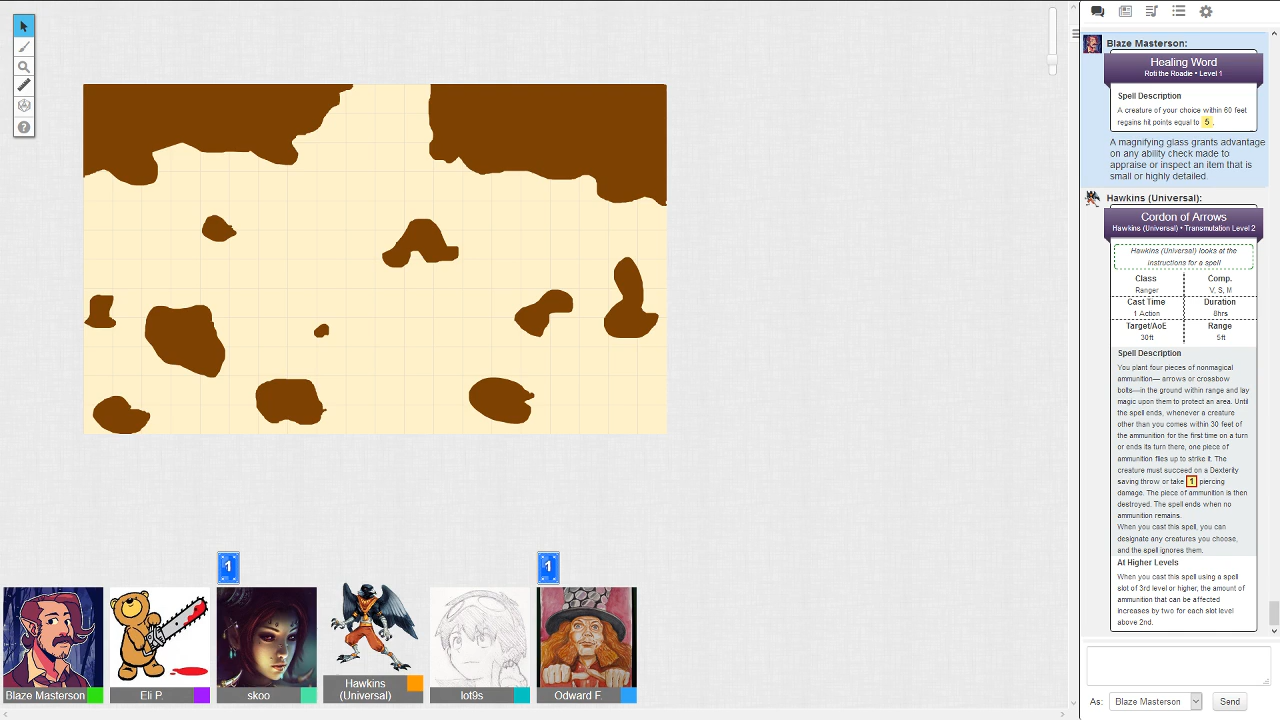 Blaze Masterson:
Healing Word
Roti the Roadie • Level 1
Spell Description
A creature of your choice within 60 feet
regains hit points equal to 5 .
A magnifying glass grants advantage
on any ability check made to
appraise or inspect an item that is
small or highly detailed.
Hawkins (Universal):
Cordon of Arrows
Hawkins (Universal) • Transmutation Level 2
Hawkins (Universal) looks at the
instructions for a spell
Class
Comp.
Ranger
V, S, M
Cast Time
Duration
1 Action
8hrs
Target/AoE
Range
30ft
5ft
Spell Description
You plant four pieces of nonmagical
ammunition— arrows or crossbow
bolts—in the ground within range and lay
magic upon them to protect an area. Until
the spell ends, whenever a creature
other than you comes within 30 feet of
the ammunition for the first time on a turn
or ends its turn there, one piece of
ammunition flies up to strike it. The
creature must succeed on a Dexterity
saving throw or take 1 piercing
damage. The piece of ammunition is then
destroyed. The spell ends when no
ammunition remains.
When you cast this spell, you can
designate any creatures you choose,
and the spell ignores them.
At Higher Levels
When you cast this spell using a spell
slot of 3rd level or higher, the amount of
ammunition that can be affected
increases by two for each slot level
above 2nd.
1
1
Blaze Masterson
Eli P.
skoo
Hawkins
(Universal)
lot9s
Odward F
As:
Blaze Masterson
Send